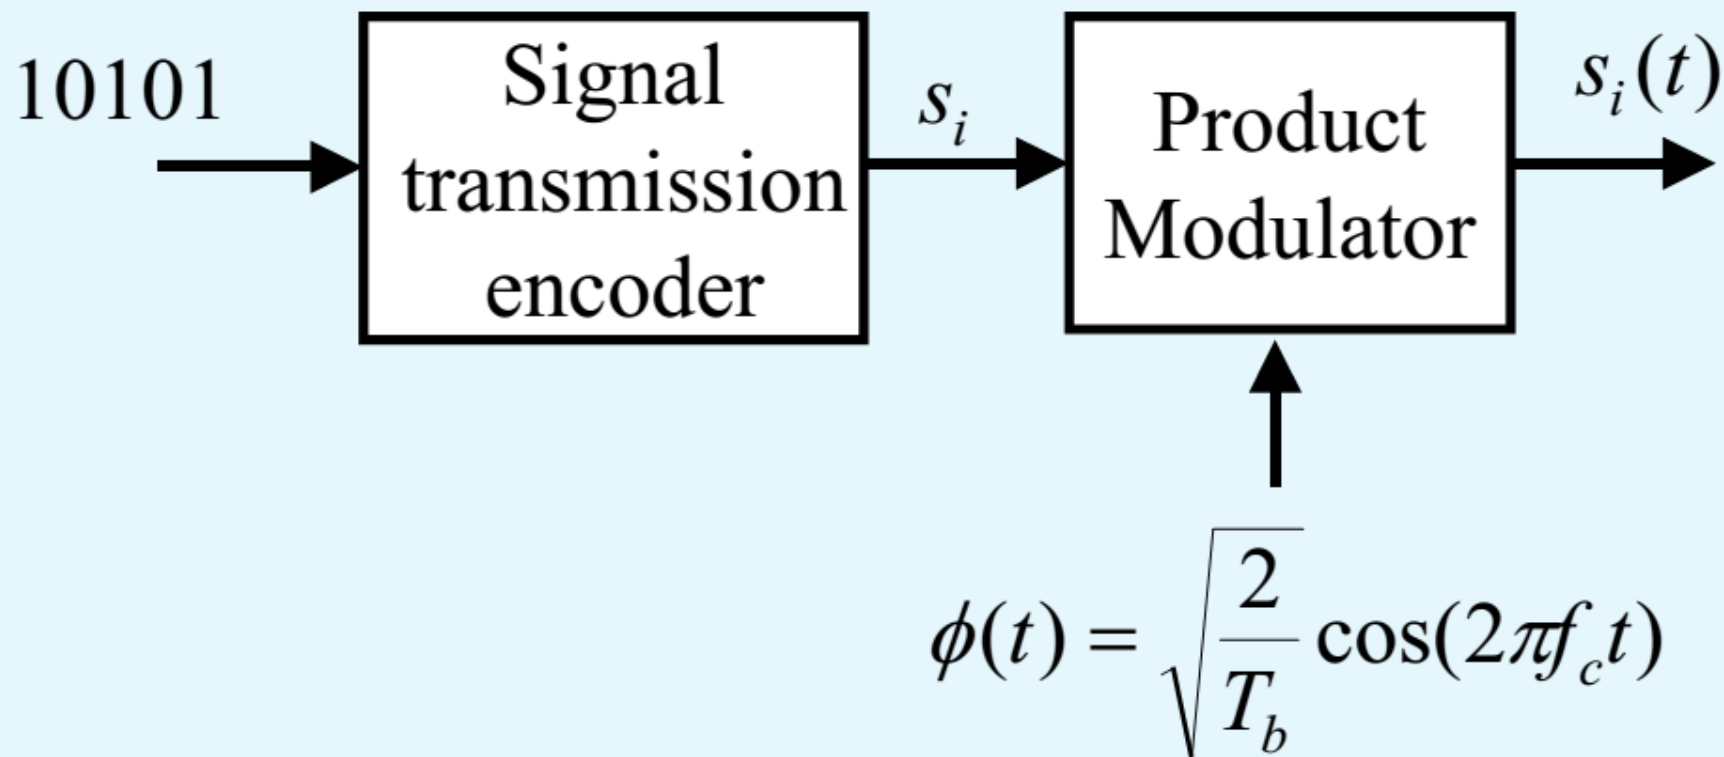 10101
Signal
transmission
encoder
s_i
Product
Modulator
s_i(t)
ϕ(t) = √(2/T_b) cos(2πf_c t)